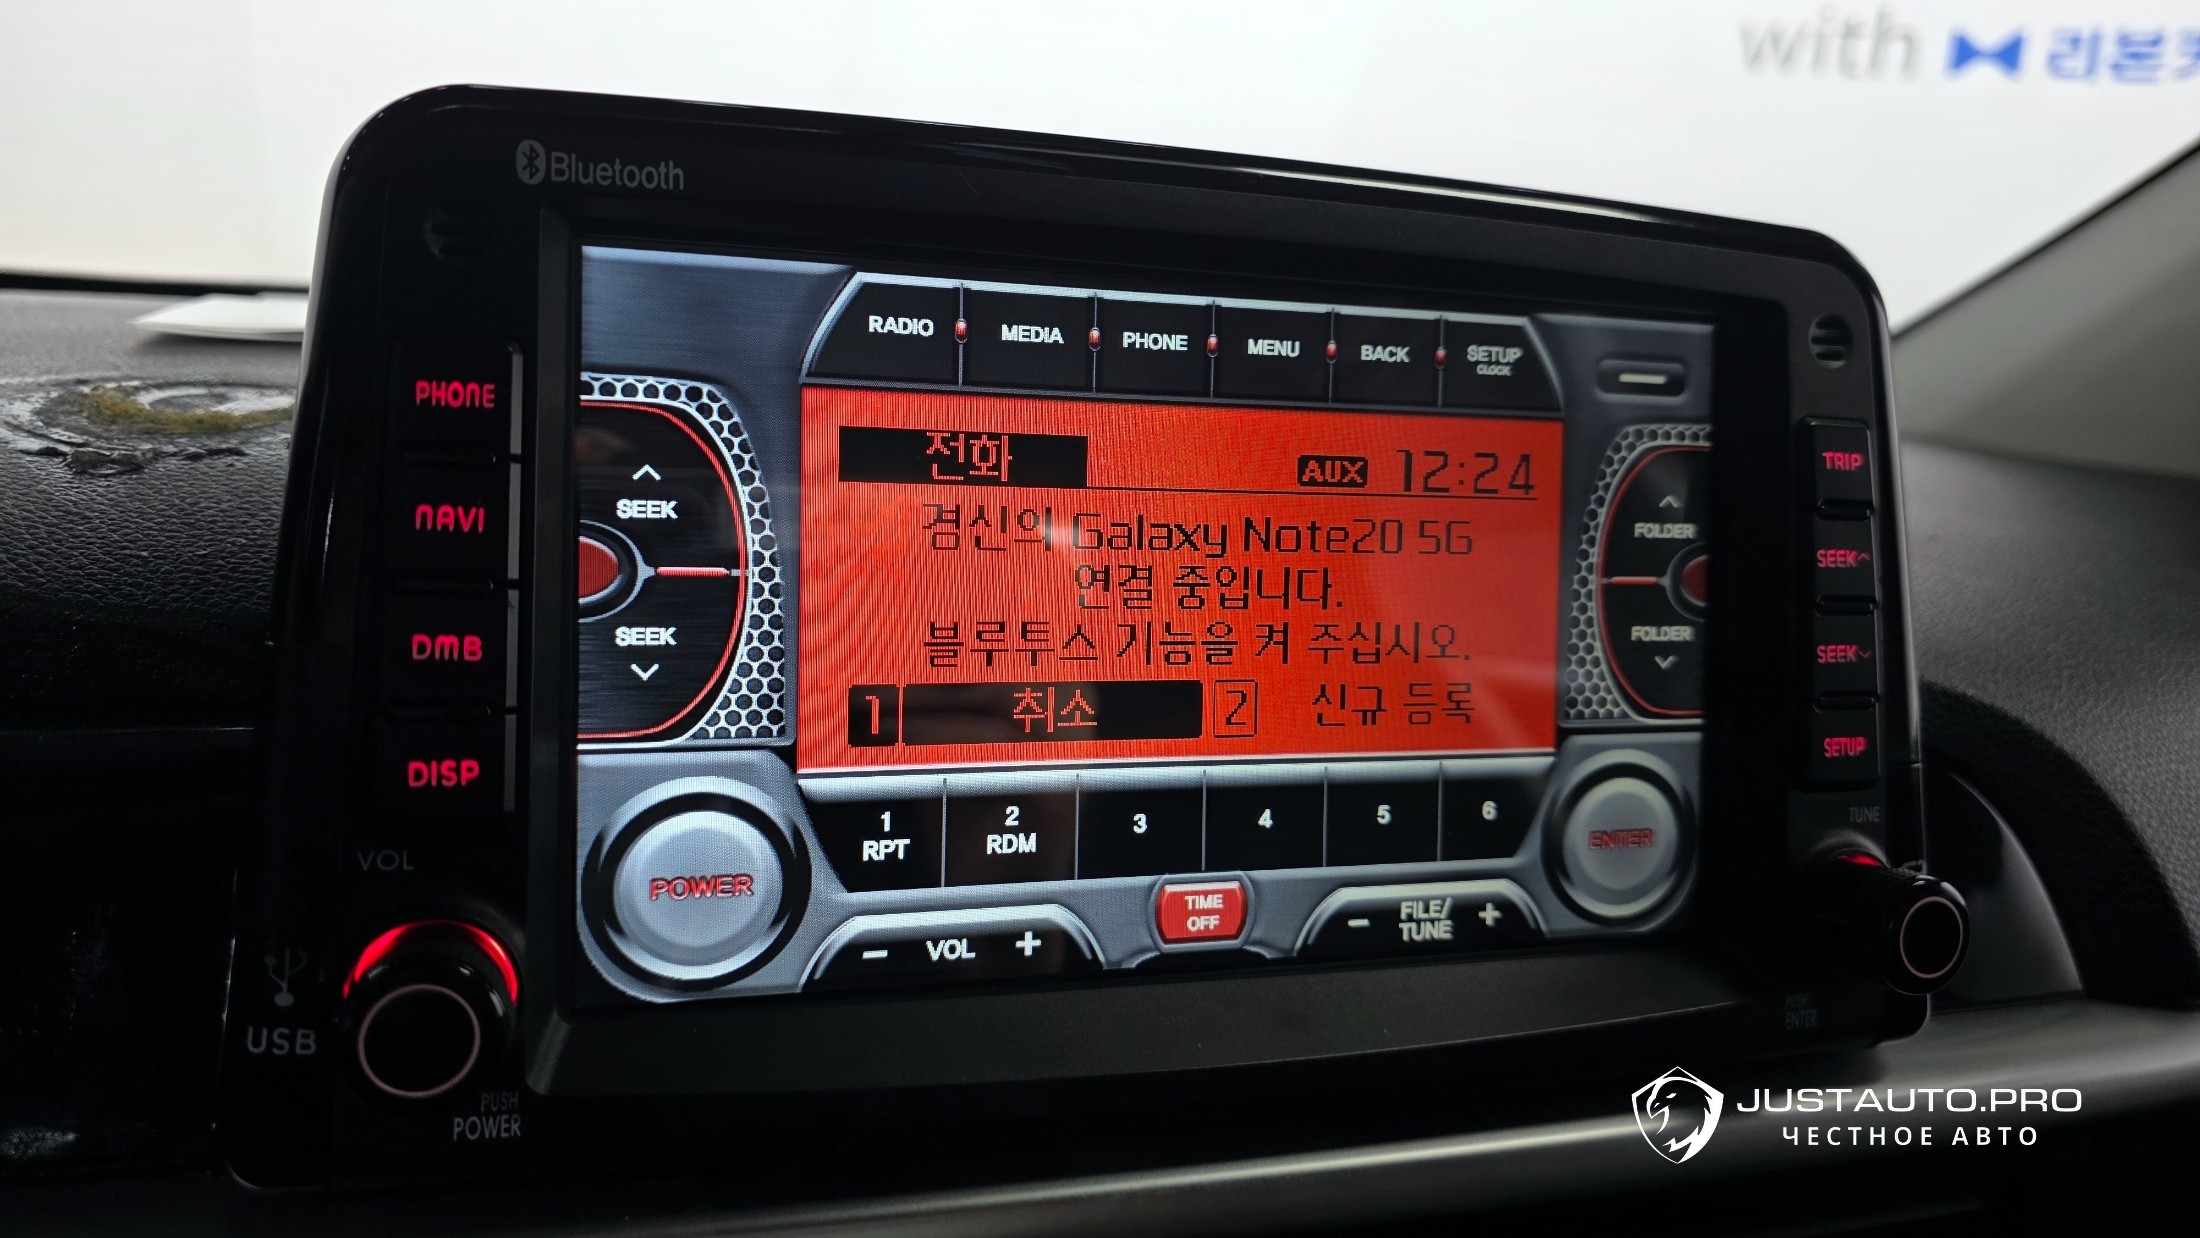 with 리본카
Bluetooth
PHONE
NAVI
DMB
DISP
VOL
USB
PUSH
POWER
RADIO
MEDIA
PHONE
MENU
BACK
SETUP
CLOCK
SEEK
SEEK
전화
AUX 12:24
경신의 Galaxy Note20 5G
연결 중입니다.
블루투스 기능을 켜 주십시오.
1 취소 2 신규 등록
FOLDER
FOLDER
POWER
1
RPT
2
RDM
3
4
5
6
ENTER
- VOL +
TIME
OFF
- FILE/
TUNE +
TRIP
SEEK
SEEK
SETUP
TUNE
PUSH
ENTER
JUSTAUTO.PRO
ЧЕСТНОЕ АВТО